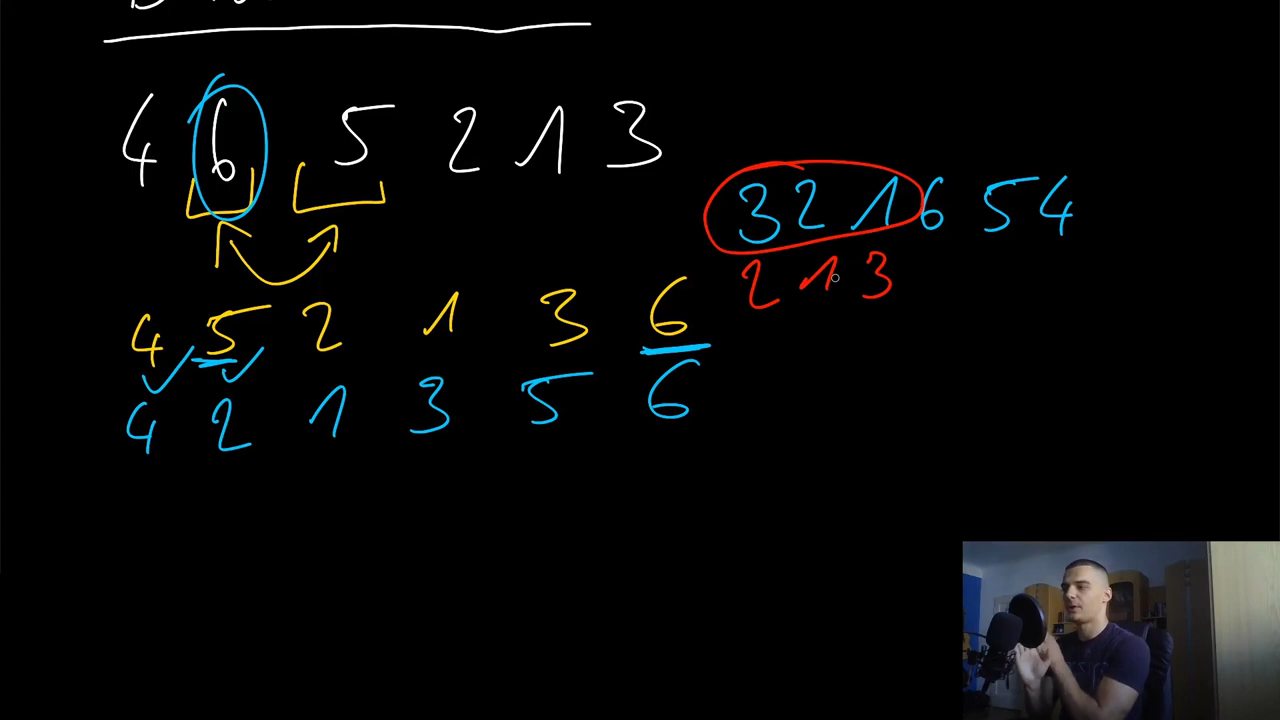 4 6 5 2 1 3
3 2 1 6 5 4
2 1 3
4 5 2 1 3 6
4 2 1 3 5 6